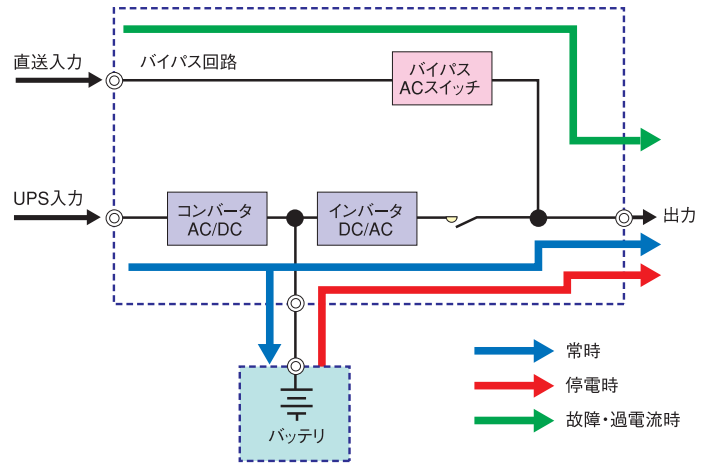 直送入力
バイパス回路
バイパス
ACスイッチ
UPS入力
コンバータ
AC/DC
インバータ
DC/AC
出力
バッテリ
常時
停電時
故障・過電流時